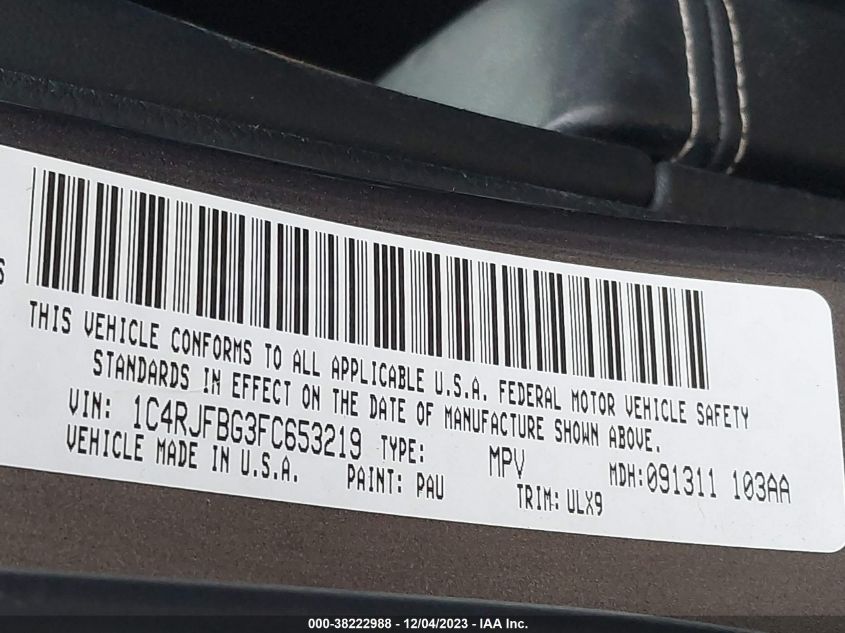 S
THIS VEHICLE CONFORMS TO ALL APPLICABLE U.S.A. FEDERAL MOTOR VEHICLE SAFETY
STANDARDS IN EFFECT ON THE DATE OF MANUFACTURE SHOWN ABOVE.
VIN: 1C4RJFBG3FC653219 TYPE: MPV MDH:091311 103AA
VEHICLE MADE IN U.S.A. PAINT: PAU TRIM: ULX9
000-38222988 - 12/04/2023 - IAA Inc.